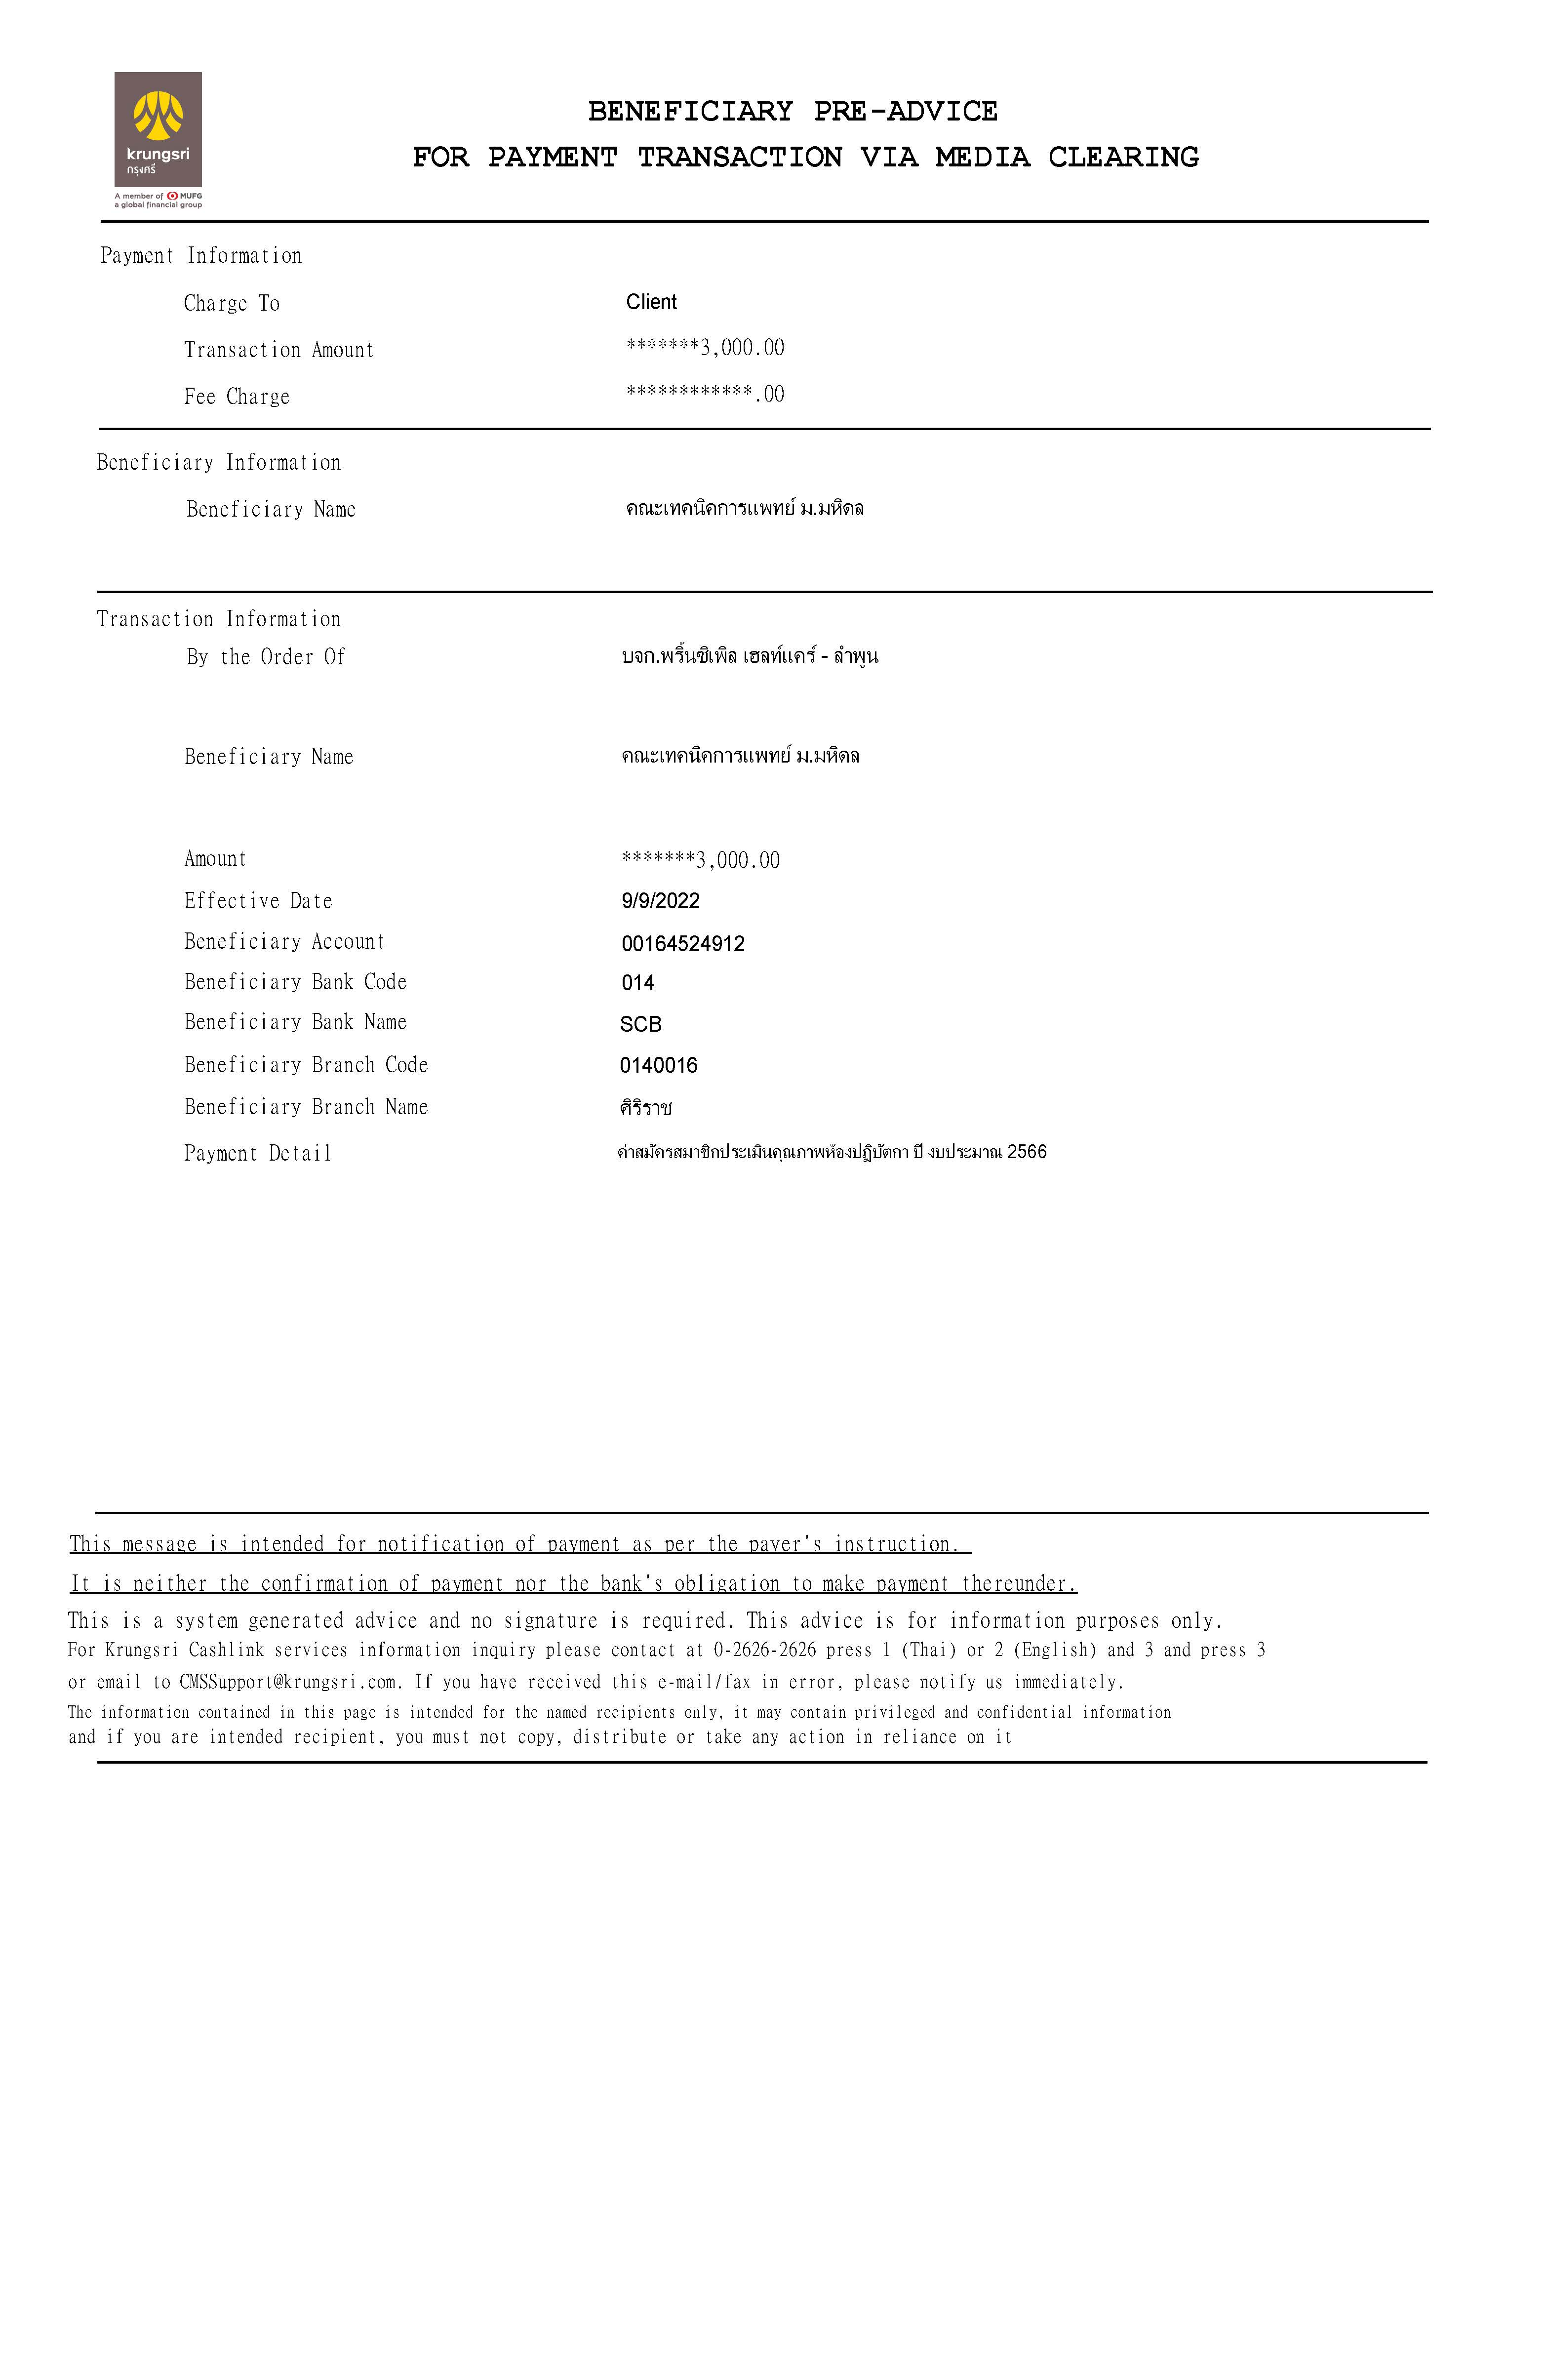 krungsri
กรุงศรี
A member of MUFG
a global financial group
BENEFICIARY PRE-ADVICE
FOR PAYMENT TRANSACTION VIA MEDIA CLEARING
Payment Information
Charge To Client
Transaction Amount *******3,000.00
Fee Charge ************.00
Beneficiary Information
Beneficiary Name คณะเทคนิคการแพทย์ ม.มหิดล
Transaction Information
By the Order Of บจก.พริ้นซิเพิล เฮลท์แคร์ - ลำพูน
Beneficiary Name คณะเทคนิคการแพทย์ ม.มหิดล
Amount *******3,000.00
Effective Date 9/9/2022
Beneficiary Account 00164524912
Beneficiary Bank Code 014
Beneficiary Bank Name SCB
Beneficiary Branch Code 0140016
Beneficiary Branch Name ศิริราช
Payment Detail ค่าสมัครสมาชิกประเมินคุณภาพห้องปฏิบัตกา ปี งบประมาณ 2566
This message is intended for notification of payment as per the payer's instruction.
It is neither the confirmation of payment nor the bank's obligation to make payment thereunder.
This is a system generated advice and no signature is required. This advice is for information purposes only.
For Krungsri Cashlink services information inquiry please contact at 0-2626-2626 press 1 (Thai) or 2 (English) and 3 and press 3
or email to CMSSupport@krungsri.com. If you have received this e-mail/fax in error, please notify us immediately.
The information contained in this page is intended for the named recipients only, it may contain privileged and confidential information
and if you are intended recipient, you must not copy, distribute or take any action in reliance on it